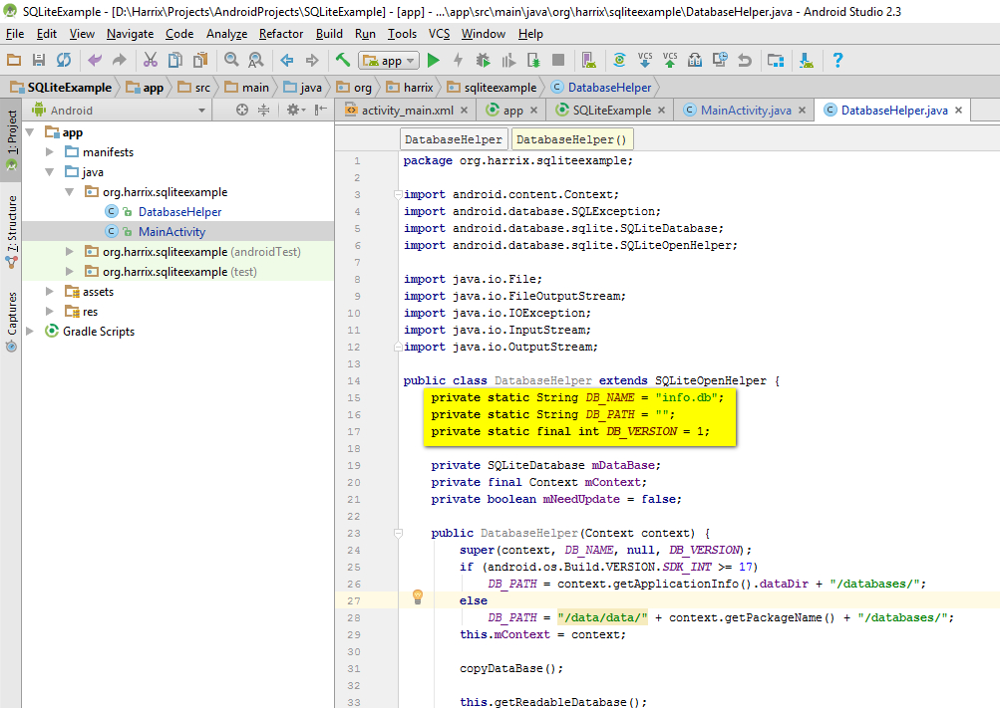 SQLiteExample - [D:\Harrix\Projects\AndroidProjects\SQLiteExample] - [app] - ...\app\src\main\java\org\harrix\sqliteexample\DatabaseHelper.java - Android Studio 2.3
File Edit View Navigate Code Analyze Refactor Build Run Tools VCS Window Help
app VCS VCS ?
SQLiteExample app src main java org harrix sqliteexample DatabaseHelper
Android activity_main.xml app SQLiteExample MainActivity.java DatabaseHelper.java
1: Project
7: Structure
Captures
app
manifests
java
org.harrix.sqliteexample
DatabaseHelper
MainActivity
org.harrix.sqliteexample (androidTest)
org.harrix.sqliteexample (test)
assets
res
Gradle Scripts
DatabaseHelper DatabaseHelper()
1 package org.harrix.sqliteexample;
2
3 import android.content.Context;
4 import android.database.SQLException;
5 import android.database.sqlite.SQLiteDatabase;
6 import android.database.sqlite.SQLiteOpenHelper;
7
8 import java.io.File;
9 import java.io.FileOutputStream;
10 import java.io.IOException;
11 import java.io.InputStream;
12 import java.io.OutputStream;
13
14 public class DatabaseHelper extends SQLiteOpenHelper {
15 private static String DB_NAME = "info.db";
16 private static String DB_PATH = "";
17 private static final int DB_VERSION = 1;
18
19 private SQLiteDatabase mDataBase;
20 private final Context mContext;
21 private boolean mNeedUpdate = false;
22
23 public DatabaseHelper(Context context) {
24 super(context, DB_NAME, null, DB_VERSION);
25 if (android.os.Build.VERSION.SDK_INT >= 17)
26 DB_PATH = context.getApplicationInfo().dataDir + "/databases/";
27 else
28 DB_PATH = "/data/data/" + context.getPackageName() + "/databases/";
29 this.mContext = context;
30
31 copyDataBase();
32
33 this.getReadableDatabase();